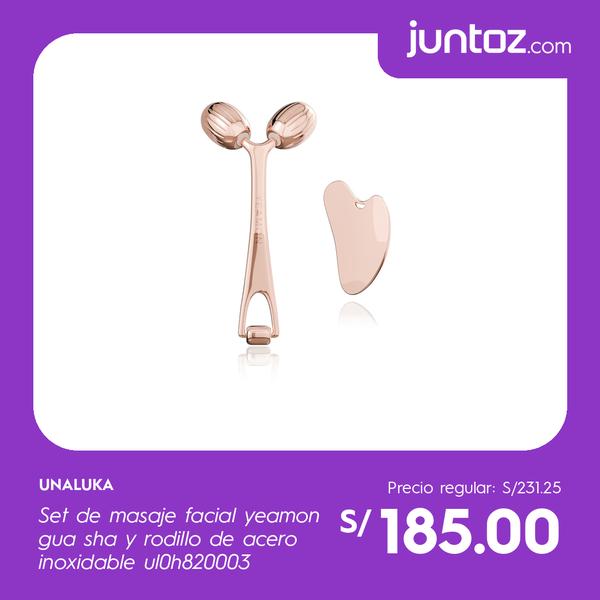 juntoz.com
YEAMON
UNALUKA
Set de masaje facial yeamon
gua sha y rodillo de acero
inoxidable ul0h820003
Precio regular: S/231.25
S/185.00